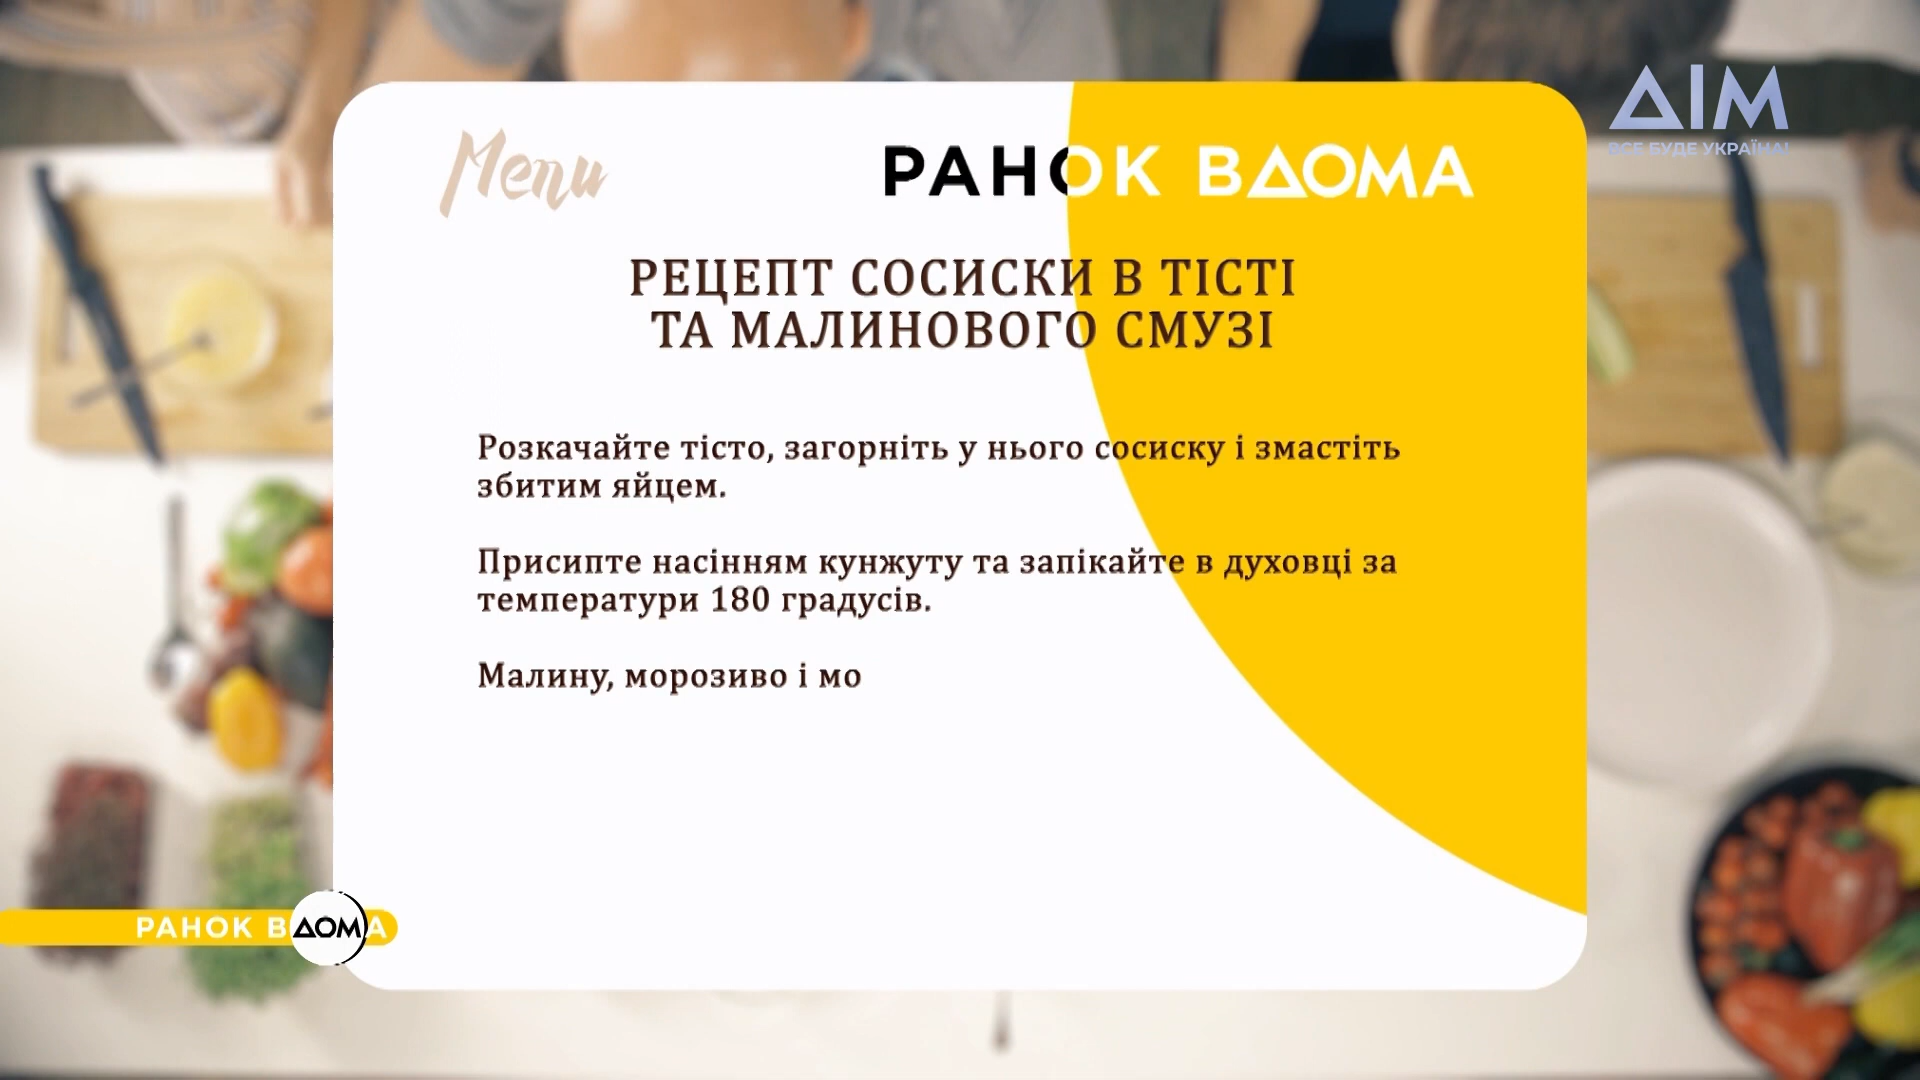 ДІМ
ВСЕ БУДЕ УКРАЇНА!
Menu
РАНОК ВДОМА
РЕЦЕПТ СОСИСКИ В ТІСТІ
ТА МАЛИНОВОГО СМУЗІ
Розкачайте тісто, загорніть у нього сосиску і змастіть
збитим яйцем.
Присипте насінням кунжуту та запікайте в духовці за
температури 180 градусів.
Малину, морозиво і мо
РАНОК ВДОМА